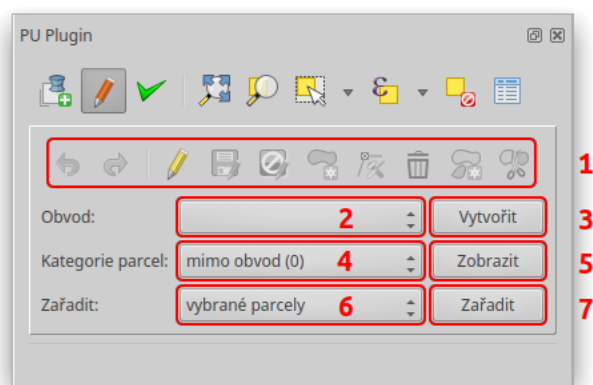 PU Plugin
1
Obvod: 2 Vytvořit 3
Kategorie parcel: mimo obvod (0) 4 Zobrazit 5
Zařadit: vybrané parcely 6 Zařadit 7